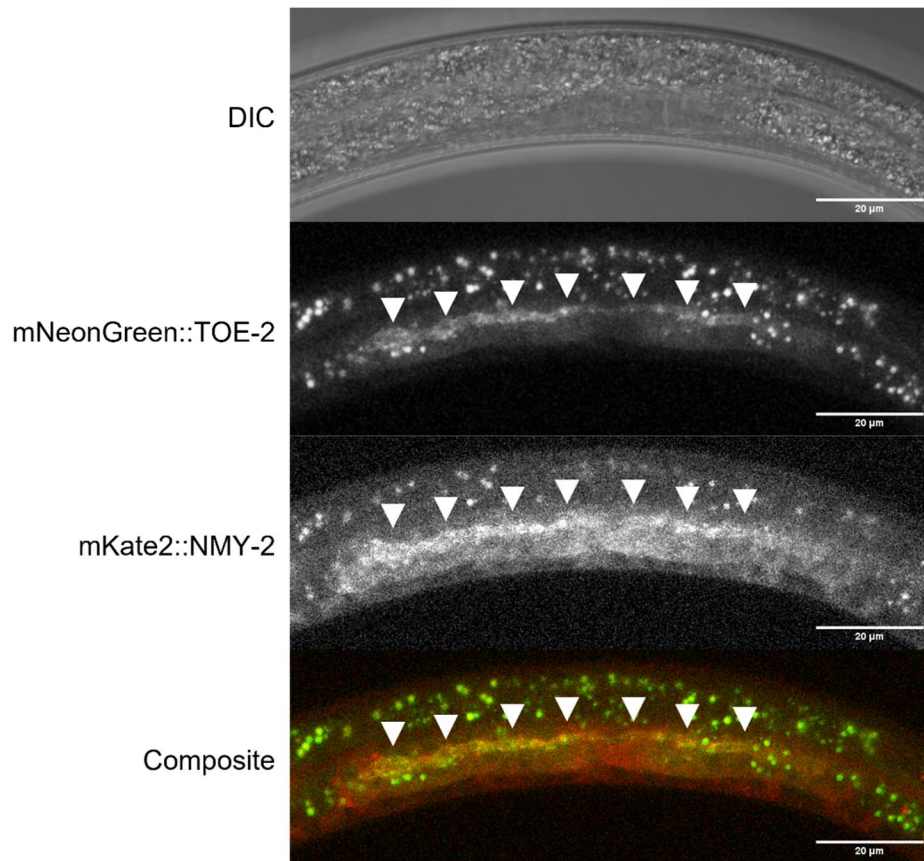 DIC
20 µm
mNeonGreen::TOE-2
20 µm
mKate2::NMY-2
20 µm
Composite
20 µm